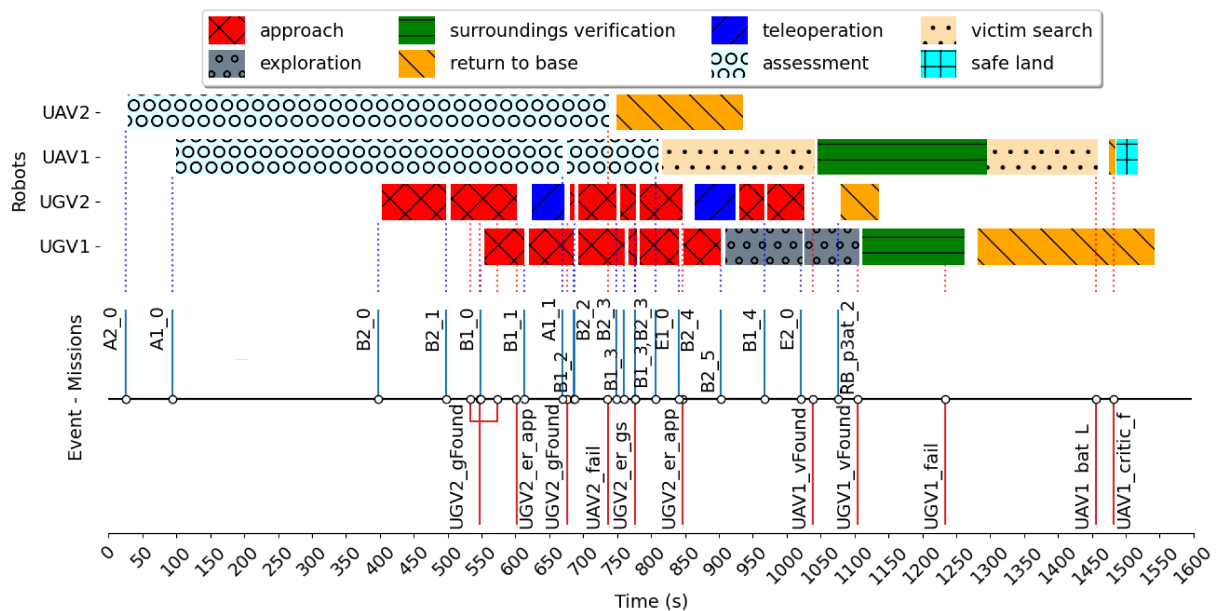 approach surroundings verification teleoperation victim search
exploration return to base assessment safe land
UAV2
UAV1
UGV2
UGV1
Robots
Event - Missions
A2_0
A1_0
B2_0
B2_1
B1_0
B1_1
A1_1
B1_2
B2_2
B2_3
B1_3
B1_3,B2_3
E1_0
B2_4
B2_5
B1_4
E2_0
RB_p3at_2
UGV2_gFound
UGV2_er_app
UGV2_gFound
UAV2_fail
UGV2_er_gs
UGV2_er_app
UAV1_vFound
UGV1_vFound
UGV1_fail
UAV1_bat_L
UAV1_critic_f
0 50 100 150 200 250 300 350 400 450 500 550 600 650 700 750 800 850 900 950 1000 1050 1100 1150 1200 1250 1300 1350 1400 1450 1500 1550 1600
Time (s)